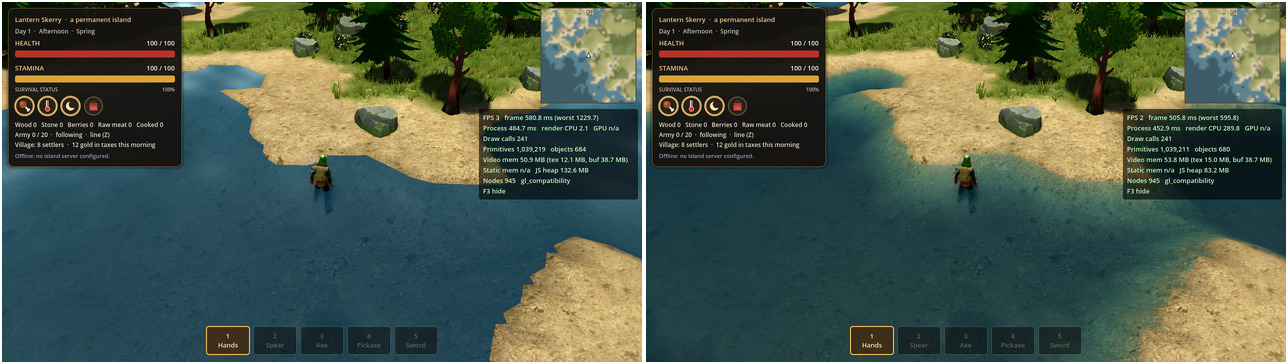 Lantern Skerry · a permanent island
Day 1 · Afternoon · Spring
HEALTH 100 / 100
STAMINA 100 / 100
SURVIVAL STATUS 100%
Wood 0 Stone 0 Berries 0 Raw meat 0 Cooked 0
Army 0 / 20 · following · line (Z)
Village: 8 settlers · 12 gold in taxes this morning
Offline: no island server configured.
N
FPS 3 frame 580.8 ms (worst 1229.7)
Process 484.7 ms render CPU 2.1 GPU n/a
Draw calls 241
Primitives 1,039,219 objects 684
Video mem 50.9 MB (tex 12.1 MB, buf 38.7 MB)
Static mem n/a JS heap 132.6 MB
Nodes 945 gl_compatibility
F3 hide
1 2 3 4 5
Hands Spear Axe Pickaxe Sword
Lantern Skerry · a permanent island
Day 1 · Afternoon · Spring
HEALTH 100 / 100
STAMINA 100 / 100
SURVIVAL STATUS 100%
Wood 0 Stone 0 Berries 0 Raw meat 0 Cooked 0
Army 0 / 20 · following · line (Z)
Village: 8 settlers · 12 gold in taxes this morning
Offline: no island server configured.
N
FPS 2 frame 505.8 ms (worst 595.8)
Process 452.9 ms render CPU 289.8 GPU n/a
Draw calls 241
Primitives 1,039,211 objects 680
Video mem 53.8 MB (tex 15.0 MB, buf 38.7 MB)
Static mem n/a JS heap 83.2 MB
Nodes 945 gl_compatibility
F3 hide
1 2 3 4 5
Hands Spear Axe Pickaxe Sword